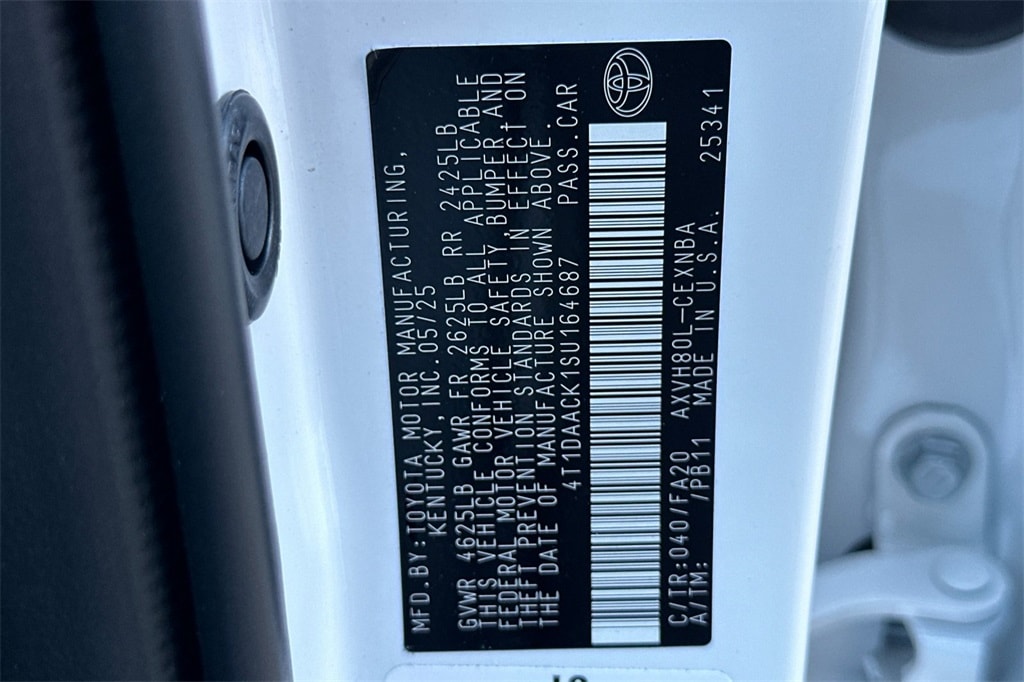 MFD.BY:TOYOTA MOTOR MANUFACTURING,
KENTUCKY, INC.05/25
GVWR 4625LB GAWR FR 2625LB RR 2425LB
THIS VEHICLE CONFORMS TO ALL APPLICABLE
FEDERAL MOTOR VEHICLE SAFETY,BUMPER,AND
THEFT PREVENTION STANDARDS IN EFFECT ON
THE DATE OF MANUFACTURE SHOWN ABOVE.
4T1DAACK1SU164687 PASS.CAR
C/TR:040/FA20 AXVH80L-CEXNBA 25341
A/TM: /PB11 MADE IN U.S.A.